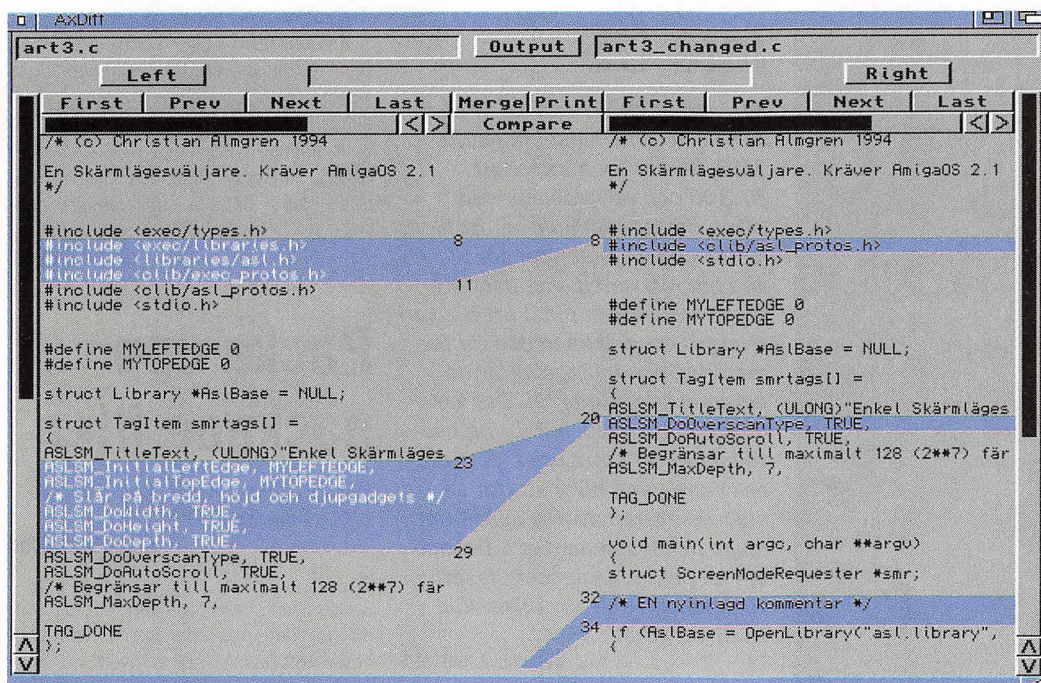 AxDiff
art3.c Output art3_changed.c
Left Right
First Prev Next Last Merge Print First Prev Next Last
< > Compare < >
/* (c) Christian Almgren 1994
En Skärmlägesväljare. Kräver AmigaOS 2.1
*/
#include <exec/types.h>
#include <exec/libraries.h>
#include <libraries/asl.h>
#include <clib/exec_protos.h>
#include <clib/asl_protos.h>
#include <stdio.h>
#define MYLEFTEDGE 0
#define MYTOPEDGE 0
struct Library *AslBase = NULL;
struct TagItem smrtags[] =
{
ASLSM_TitleText, (ULONG)"Enkel Skärmläges
ASLSM_InitialLeftEdge, MYLEFTEDGE,
ASLSM_InitialTopEdge, MYTOPEDGE,
/* Slår på bredd, höjd och djupgadgets */
ASLSM_DoWidth, TRUE,
ASLSM_DoHeight, TRUE,
ASLSM_DoDepth, TRUE,
ASLSM_DoOverscanType, TRUE,
ASLSM_DoAutoScroll, TRUE,
/* Begränsar till maximalt 128 (2**7) fär
ASLSM_MaxDepth, 7,
TAG_DONE
};
8
11
23
29
8
20
32
34
/* (c) Christian Almgren 1994
En Skärmlägesväljare. Kräver AmigaOS 2.1
*/
#include <exec/types.h>
#include <clib/asl_protos.h>
#include <stdio.h>
#define MYLEFTEDGE 0
#define MYTOPEDGE 0
struct Library *AslBase = NULL;
struct TagItem smrtags[] =
{
ASLSM_TitleText, (ULONG)"Enkel Skärmläges
ASLSM_DoOverscanType, TRUE,
ASLSM_DoAutoScroll, TRUE,
/* Begränsar till maximalt 128 (2**7) fär
ASLSM_MaxDepth, 7,
TAG_DONE
};
void main(int argc, char **argv)
{
struct ScreenModeRequester *smr;
/* EN nyinlagd kommentar */
if (AslBase = OpenLibrary("asl.library",
{